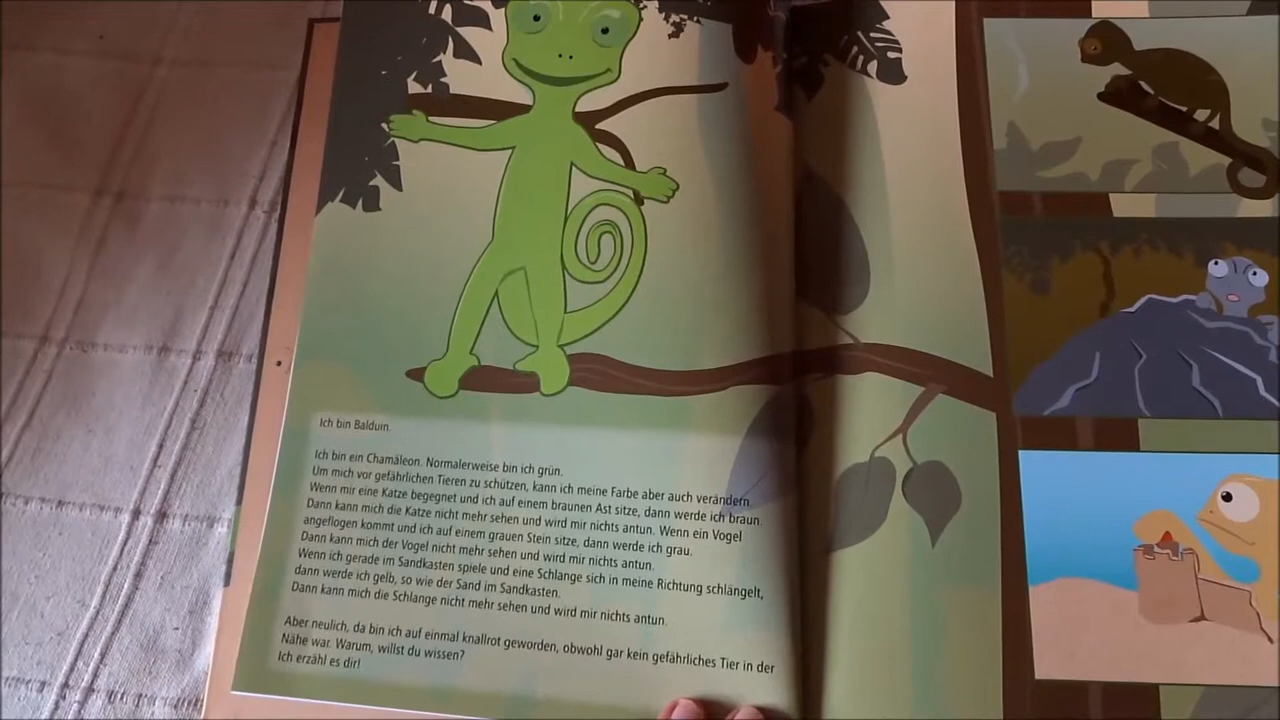 Ich bin Balduin.
Ich bin ein Chamäleon. Normalerweise bin ich grün.
Um mich vor gefährlichen Tieren zu schützen, kann ich meine Farbe aber auch verändern.
Wenn mir eine Katze begegnet und ich auf einem braunen Ast sitze, dann werde ich braun.
Dann kann mich die Katze nicht mehr sehen und wird mir nichts antun. Wenn ein Vogel
angeflogen kommt und ich auf einem grauen Stein sitze, dann werde ich grau.
Dann kann mich der Vogel nicht mehr sehen und wird mir nichts antun.
Wenn ich gerade im Sandkasten spiele und eine Schlange sich in meine Richtung schlängelt,
dann werde ich gelb, so wie der Sand im Sandkasten.
Dann kann mich die Schlange nicht mehr sehen und wird mir nichts antun.
Aber neulich, da bin ich auf einmal knallrot geworden, obwohl gar kein gefährliches Tier in der
Nähe war. Warum, willst du wissen?
Ich erzähl es dir!